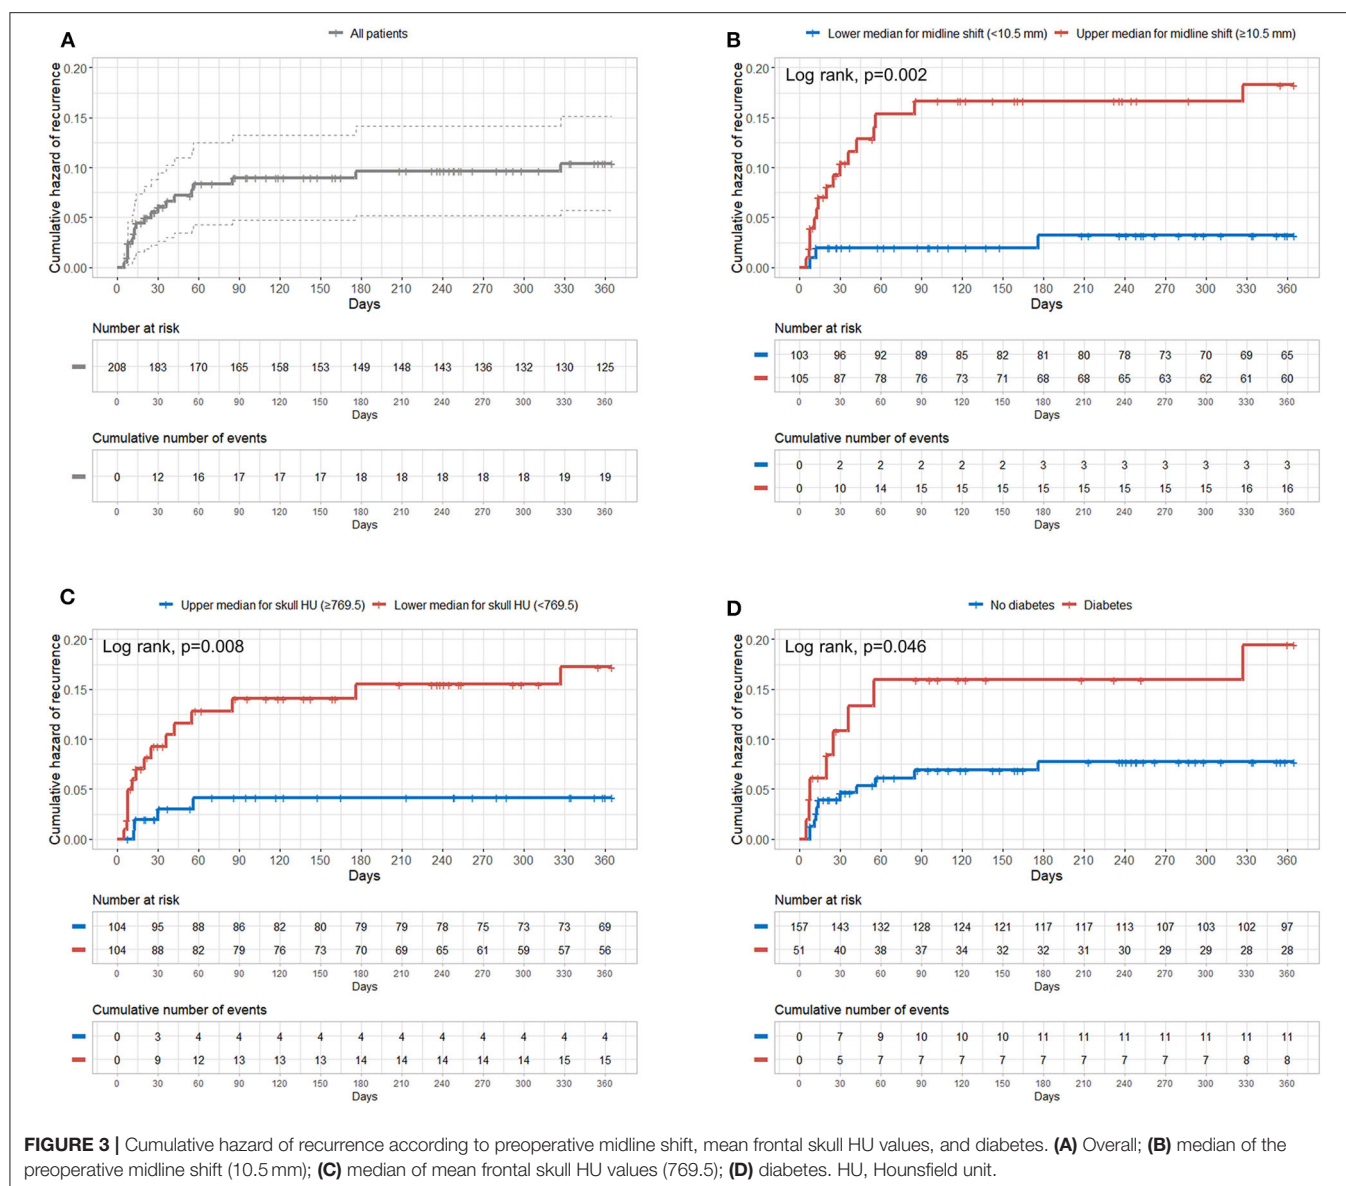 A
All patients
Cumulative hazard of recurrence
0.20
0.15
0.10
0.05
0.00
0 30 60 90 120 150 180 210 240 270 300 330 360
Days
Number at risk
208 183 170 165 158 153 149 148 143 136 132 130 125
0 30 60 90 120 150 180 210 240 270 300 330 360
Days
Cumulative number of events
0 12 16 17 17 17 18 18 18 18 18 19 19
0 30 60 90 120 150 180 210 240 270 300 330 360
Days
B
Lower median for midline shift (<10.5 mm) Upper median for midline shift (≥10.5 mm)
Log rank, p=0.002
Cumulative hazard of recurrence
0.20
0.15
0.10
0.05
0.00
0 30 60 90 120 150 180 210 240 270 300 330 360
Days
Number at risk
103 96 92 89 85 82 81 80 78 73 70 69 65
105 87 78 76 73 71 68 68 65 63 62 61 60
0 30 60 90 120 150 180 210 240 270 300 330 360
Days
Cumulative number of events
0 2 2 2 2 2 3 3 3 3 3 3 3
0 10 14 15 15 15 15 15 15 15 15 16 16
0 30 60 90 120 150 180 210 240 270 300 330 360
Days
C
Upper median for skull HU (≥769.5) Lower median for skull HU (<769.5)
Log rank, p=0.008
Cumulative hazard of recurrence
0.20
0.15
0.10
0.05
0.00
0 30 60 90 120 150 180 210 240 270 300 330 360
Days
Number at risk
104 95 88 86 82 80 79 79 78 75 73 73 69
104 88 82 79 76 73 70 69 65 61 59 57 56
0 30 60 90 120 150 180 210 240 270 300 330 360
Days
Cumulative number of events
0 3 4 4 4 4 4 4 4 4 4 4 4
0 9 12 13 13 13 14 14 14 14 14 15 15
0 30 60 90 120 150 180 210 240 270 300 330 360
Days
D
No diabetes Diabetes
Log rank, p=0.046
Cumulative hazard of recurrence
0.20
0.15
0.10
0.05
0.00
0 30 60 90 120 150 180 210 240 270 300 330 360
Days
Number at risk
157 143 132 128 124 121 117 117 113 107 103 102 97
51 40 38 37 34 32 32 31 30 29 29 28 28
0 30 60 90 120 150 180 210 240 270 300 330 360
Days
Cumulative number of events
0 7 9 10 10 10 11 11 11 11 11 11 11
0 5 7 7 7 7 7 7 7 7 7 8 8
0 30 60 90 120 150 180 210 240 270 300 330 360
Days
FIGURE 3 | Cumulative hazard of recurrence according to preoperative midline shift, mean frontal skull HU values, and diabetes. (A) Overall; (B) median of the
preoperative midline shift (10.5 mm); (C) median of mean frontal skull HU values (769.5); (D) diabetes. HU, Hounsfield unit.